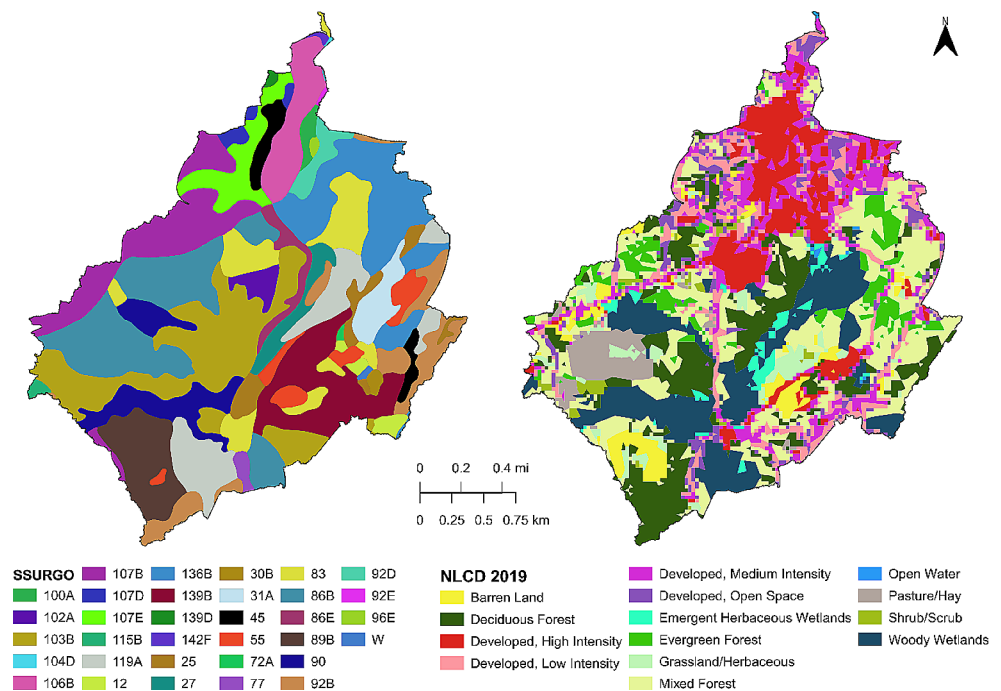 N
0 0.2 0.4 mi
0 0.25 0.5 0.75 km
SSURGO
100A
102A
103B
104D
106B
107B
107D
107E
115B
119A
12
136B
139B
139D
142F
25
27
30B
31A
45
55
72A
77
83
86B
86E
89B
90
92B
92D
92E
96E
W
NLCD 2019
Barren Land
Deciduous Forest
Developed, High Intensity
Developed, Low Intensity
Developed, Medium Intensity
Developed, Open Space
Emergent Herbaceous Wetlands
Evergreen Forest
Grassland/Herbaceous
Mixed Forest
Open Water
Pasture/Hay
Shrub/Scrub
Woody Wetlands